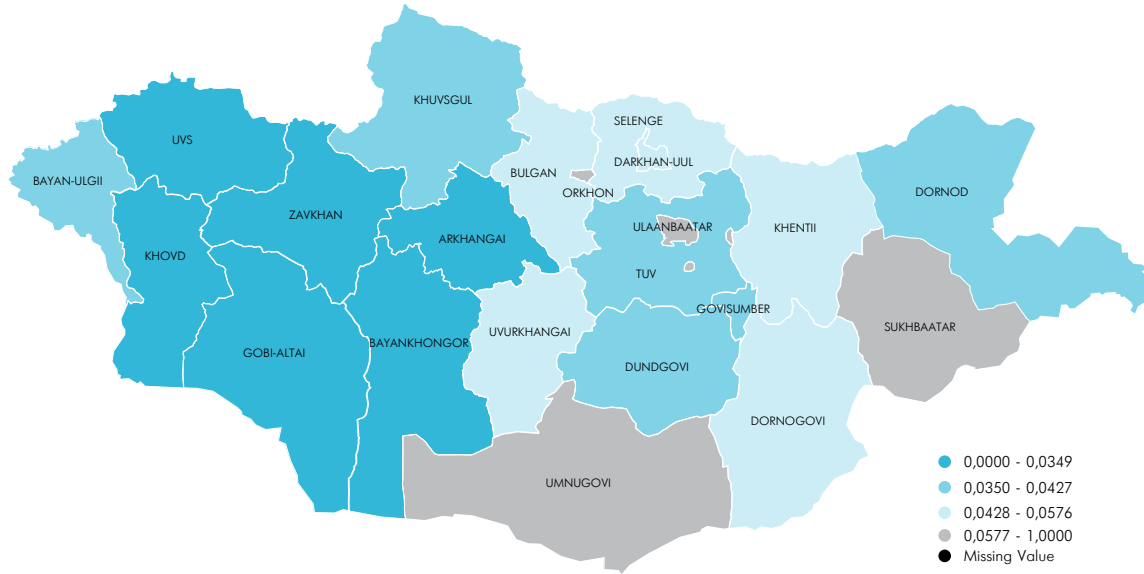 KHUVSGUL
SELENGE
UVS
DARKHAN-UUL
BAYAN-ULGII
BULGAN
ORKHON
DORNOD
ZAVKHAN
ULAANBAATAR
KHENTII
ARKHANGAI
KHOVD
TUV
GOVISUMBER
UVURKHANGAI
SUKHBAATAR
BAYANKHONGOR
GOBI-ALTAI
DUNDGOVI
DORNOGOVI
UMNUGOVI
0,0000 - 0,0349
0,0350 - 0,0427
0,0428 - 0,0576
0,0577 - 1,0000
Missing Value